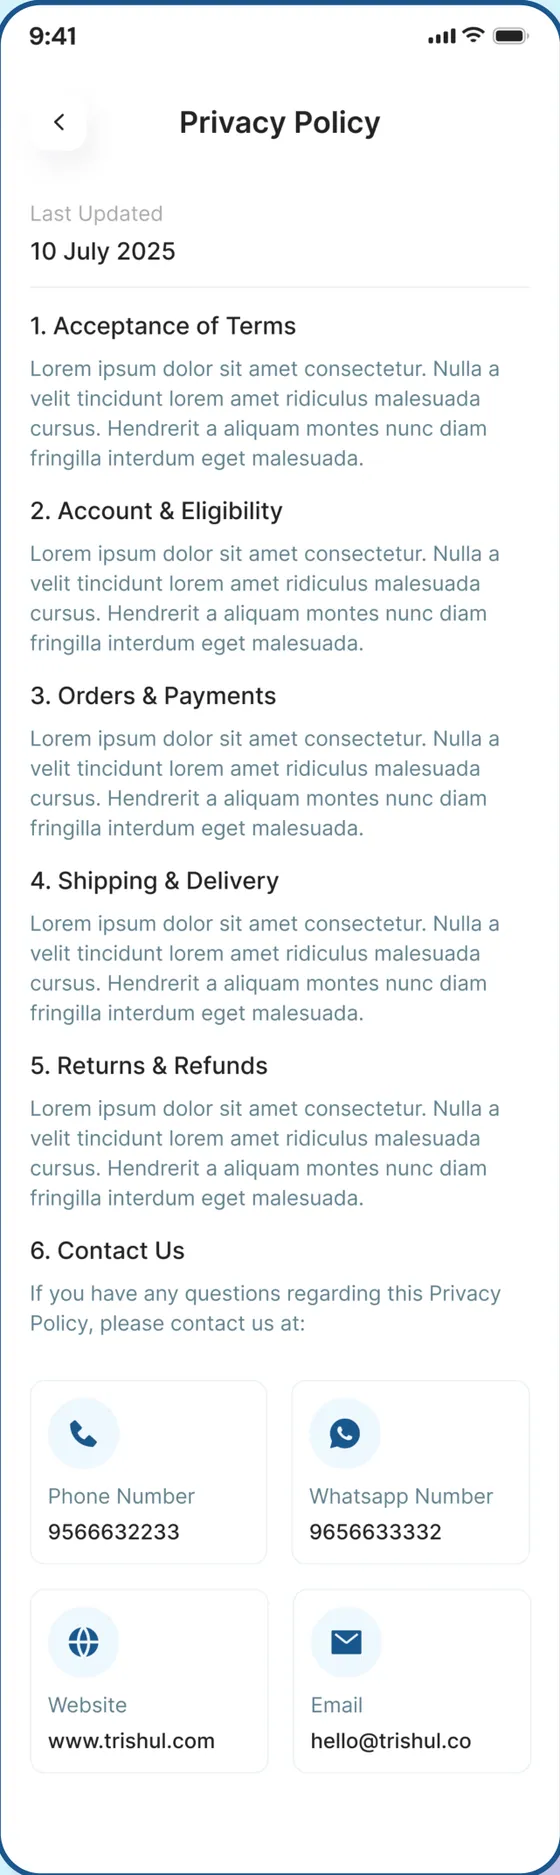 9:41
Privacy Policy
Last Updated
10 July 2025
1. Acceptance of Terms
Lorem ipsum dolor sit amet consectetur. Nulla a
velit tincidunt lorem amet ridiculus malesuada
cursus. Hendrerit a aliquam montes nunc diam
fringilla interdum eget malesuada.
2. Account & Eligibility
Lorem ipsum dolor sit amet consectetur. Nulla a
velit tincidunt lorem amet ridiculus malesuada
cursus. Hendrerit a aliquam montes nunc diam
fringilla interdum eget malesuada.
3. Orders & Payments
Lorem ipsum dolor sit amet consectetur. Nulla a
velit tincidunt lorem amet ridiculus malesuada
cursus. Hendrerit a aliquam montes nunc diam
fringilla interdum eget malesuada.
4. Shipping & Delivery
Lorem ipsum dolor sit amet consectetur. Nulla a
velit tincidunt lorem amet ridiculus malesuada
cursus. Hendrerit a aliquam montes nunc diam
fringilla interdum eget malesuada.
5. Returns & Refunds
Lorem ipsum dolor sit amet consectetur. Nulla a
velit tincidunt lorem amet ridiculus malesuada
cursus. Hendrerit a aliquam montes nunc diam
fringilla interdum eget malesuada.
6. Contact Us
If you have any questions regarding this Privacy
Policy, please contact us at:
Phone Number
9566632233
Whatsapp Number
9656633332
Website
www.trishul.com
Email
hello@trishul.co